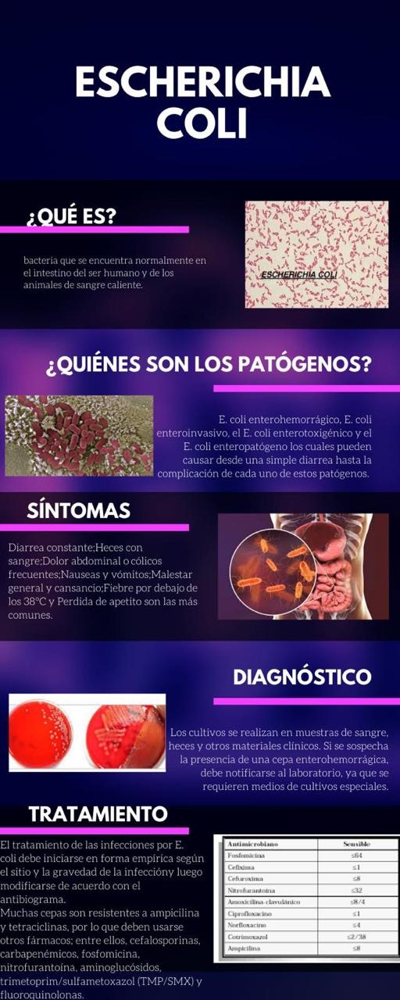 ESCHERICHIA
COLI
¿QUÉ ES?
bacteria que se encuentra normalmente en
el intestino del ser humano y de los
animales de sangre caliente.
ESCHERICHIA COLI
¿QUIÉNES SON LOS PATÓGENOS?
E. coli enterohemorrágico, E. coli
enteroinvasivo, el E. coli enterotoxigénico y el
E. coli enteropatógeno los cuales pueden
causar desde una simple diarrea hasta la
complicación de cada uno de estos patógenos.
SÍNTOMAS
Diarrea constante;Heces con
sangre;Dolor abdominal o cólicos
frecuentes;Nauseas y vómitos;Malestar
general y cansancio;Fiebre por debajo de
los 38°C y Perdida de apetito son las más
comunes.
DIAGNÓSTICO
Los cultivos se realizan en muestras de sangre,
heces y otros materiales clínicos. Si se sospecha
la presencia de una cepa enterohemorrágica,
debe notificarse al laboratorio, ya que se
requieren medios de cultivos especiales.
TRATAMIENTO
El tratamiento de las infecciones por E.
coli debe iniciarse en forma empírica según
el sitio y la gravedad de la infeccióny luego
modificarse de acuerdo con el
antibiograma.
Muchas cepas son resistentes a ampicilina
y tetraciclinas, por lo que deben usarse
otros fármacos; entre ellos, cefalosporinas,
carbapenémicos, fosfomicina,
nitrofurantoína, aminoglucósidos,
trimetoprim/sulfametoxazol (TMP/SMX) y
fluoroquinolonas.
Antimicrobiano Sensible
Fosfomicina ≤64
Cefixima ≤1
Cefuroxima ≤8
Nitrofurantoína ≤32
Amoxicilina-clavulánico ≤8/4
Ciprofloxacino ≤1
Norfloxacino ≤4
Cotrimoxazol ≤2/38
Ampicilina ≤8